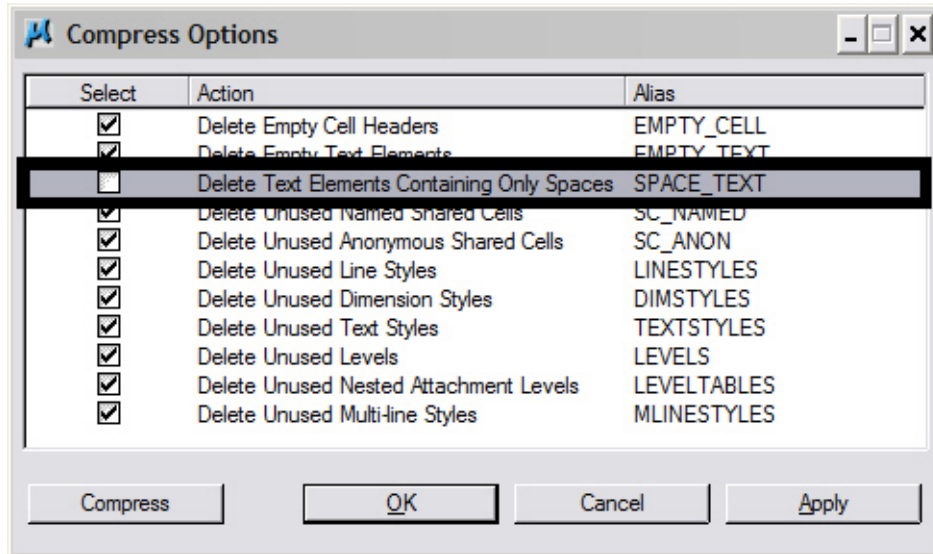 Compress Options
Select Action Alias
Delete Empty Cell Headers EMPTY_CELL
Delete Empty Text Elements EMPTY_TEXT
Delete Text Elements Containing Only Spaces SPACE_TEXT
Delete Unused Named Shared Cells SC_NAMED
Delete Unused Anonymous Shared Cells SC_ANON
Delete Unused Line Styles LINESTYLES
Delete Unused Dimension Styles DIMSTYLES
Delete Unused Text Styles TEXTSTYLES
Delete Unused Levels LEVELS
Delete Unused Nested Attachment Levels LEVELTABLES
Delete Unused Multi-line Styles MLINESTYLES
Compress OK Cancel Apply